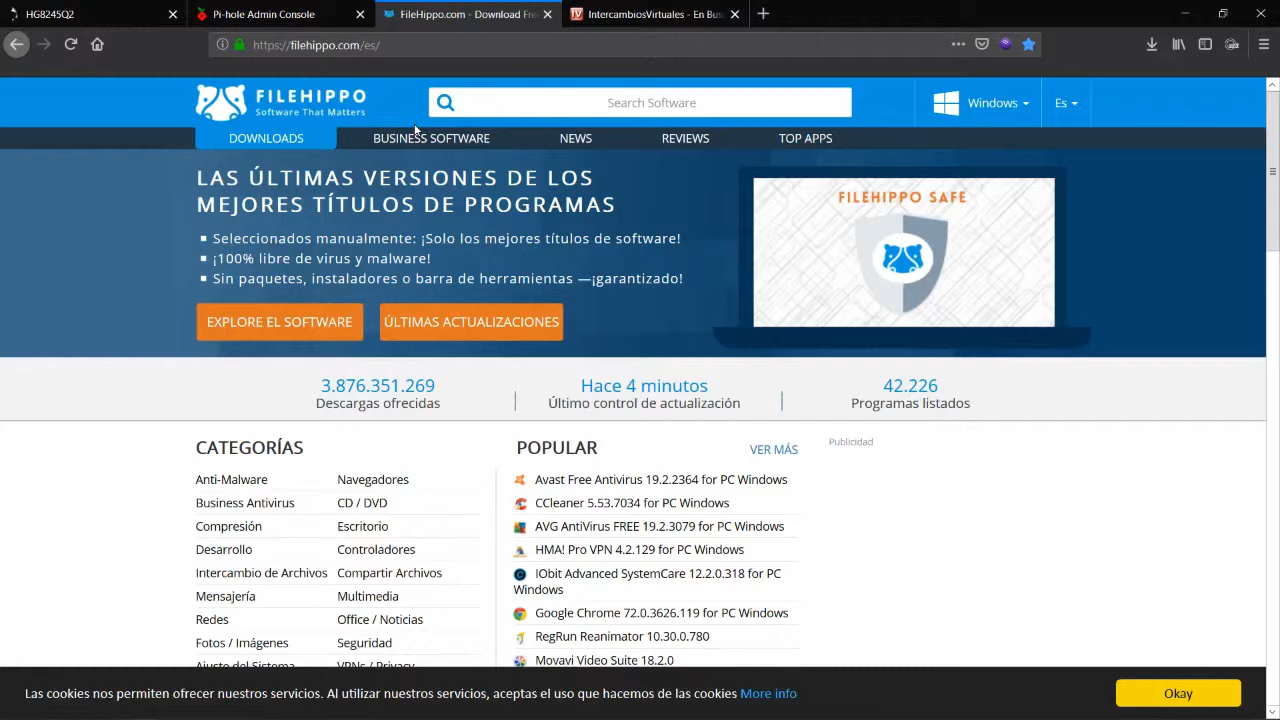 HG8245Q2
Pi-hole Admin Console
FileHippo.com - Download Fre
IntercambiosVirtuales - En Bus
https://filehippo.com/es/
FILEHIPPO
Software That Matters
Search Software
Windows
Es
DOWNLOADS
BUSINESS SOFTWARE
NEWS
REVIEWS
TOP APPS
LAS ÚLTIMAS VERSIONES DE LOS
MEJORES TÍTULOS DE PROGRAMAS
Seleccionados manualmente: ¡Solo los mejores títulos de software!
¡100% libre de virus y malware!
Sin paquetes, instaladores o barra de herramientas —¡garantizado!
EXPLORE EL SOFTWARE
ÚLTIMAS ACTUALIZACIONES
FILEHIPPO SAFE
3.876.351.269
Descargas ofrecidas
Hace 4 minutos
Último control de actualización
42.226
Programas listados
CATEGORÍAS
Anti-Malware
Navegadores
Business Antivirus
CD / DVD
Compresión
Escritorio
Desarrollo
Controladores
Intercambio de Archivos
Compartir Archivos
Mensajería
Multimedia
Redes
Office / Noticias
Fotos / Imágenes
Seguridad
Ajuste del Sistema
VPNs / Privacy
POPULAR
VER MÁS
Avast Free Antivirus 19.2.2364 for PC Windows
CCleaner 5.53.7034 for PC Windows
AVG AntiVirus FREE 19.2.3079 for PC Windows
HMA! Pro VPN 4.2.129 for PC Windows
IObit Advanced SystemCare 12.2.0.318 for PC
Windows
Google Chrome 72.0.3626.119 for PC Windows
RegRun Reanimator 10.30.0.780
Movavi Video Suite 18.2.0
Publicidad
Las cookies nos permiten ofrecer nuestros servicios. Al utilizar nuestros servicios, aceptas el uso que hacemos de las cookies More info
Okay